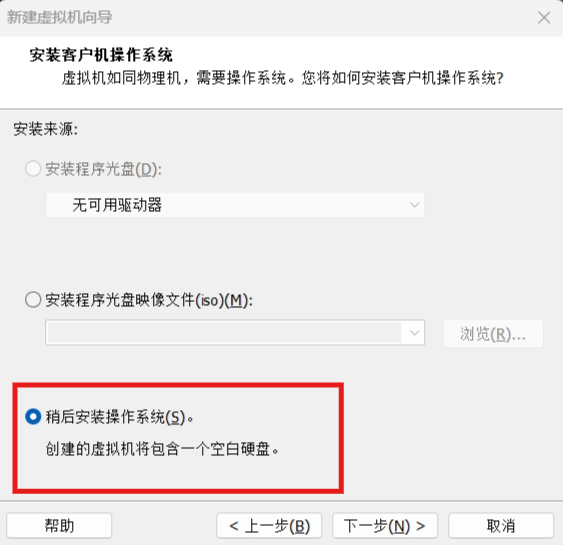 新建虚拟机向导
安装客户机操作系统
虚拟机如同物理机，需要操作系统。您将如何安装客户机操作系统?
安装来源:
安装程序光盘(D):
无可用驱动器
安装程序光盘映像文件(iso)(M):
浏览(R)...
稍后安装操作系统(S)。
创建的虚拟机将包含一个空白硬盘。
帮助
< 上一步(B)
下一步(N) >
取消